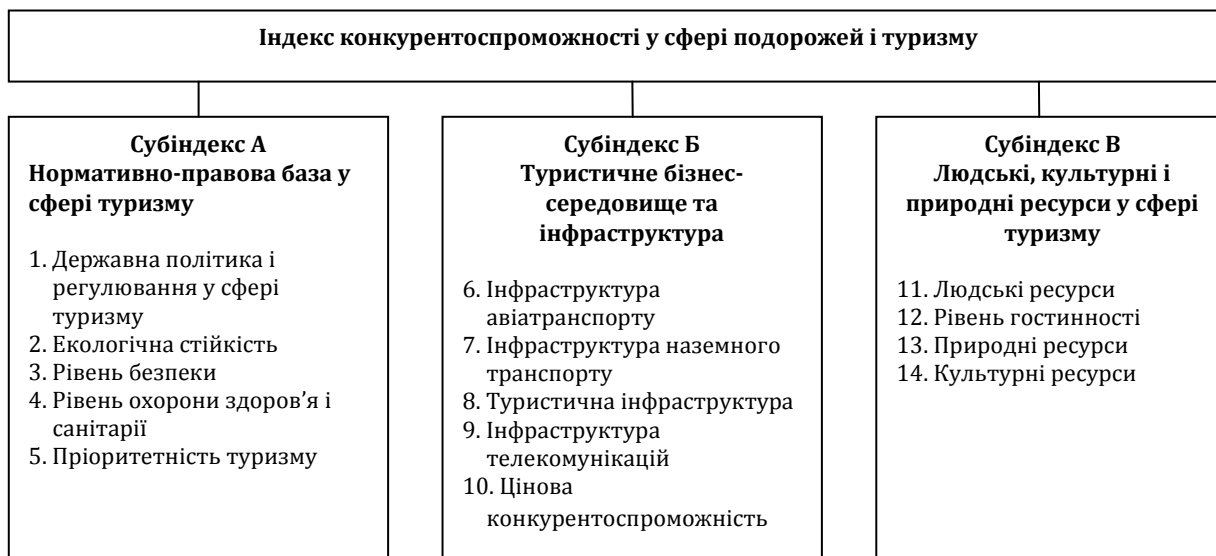 Індекс конкурентоспроможності у сфері подорожей і туризму
Субіндекс А
Нормативно-правова база у
сфері туризму
1. Державна політика і
регулювання у сфері
туризму
2. Екологічна стійкість
3. Рівень безпеки
4. Рівень охорони здоров’я і
санітарії
5. Пріоритетність туризму
Субіндекс Б
Туристичне бізнес-
середовище та
інфраструктура
6. Інфраструктура
авіатранспорту
7. Інфраструктура наземного
транспорту
8. Туристична інфраструктура
9. Інфраструктура
телекомунікацій
10. Цінова
конкурентоспроможність
Субіндекс В
Людські, культурні і
природні ресурси у сфері
туризму
11. Людські ресурси
12. Рівень гостинності
13. Природні ресурси
14. Культурні ресурси